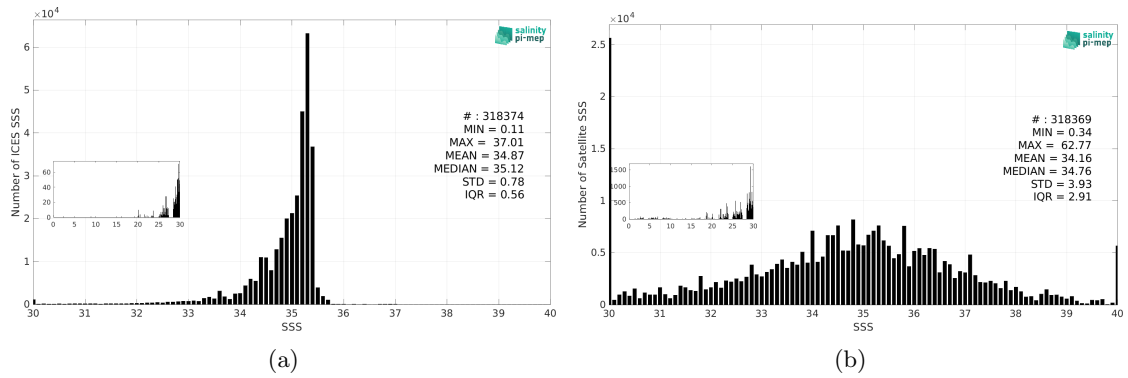 ×10⁴
salinity
pi-mep
Number of ICES SSS
6
5
4
3
2
1
0
# : 318374
MIN = 0.11
MAX = 37.01
MEAN = 34.87
MEDIAN = 35.12
STD = 0.78
IQR = 0.56
60
40
20
0
0 5 10 15 20 25 30
30 31 32 33 34 35 36 37 38 39 40
SSS
(a)
×10⁴
salinity
pi-mep
Number of Satellite SSS
2.5
2
1.5
1
0.5
0
# : 318369
MIN = 0.34
MAX = 62.77
MEAN = 34.16
MEDIAN = 34.76
STD = 3.93
IQR = 2.91
1500
1000
500
0
0 5 10 15 20 25 30
30 31 32 33 34 35 36 37 38 39 40
SSS
(b)